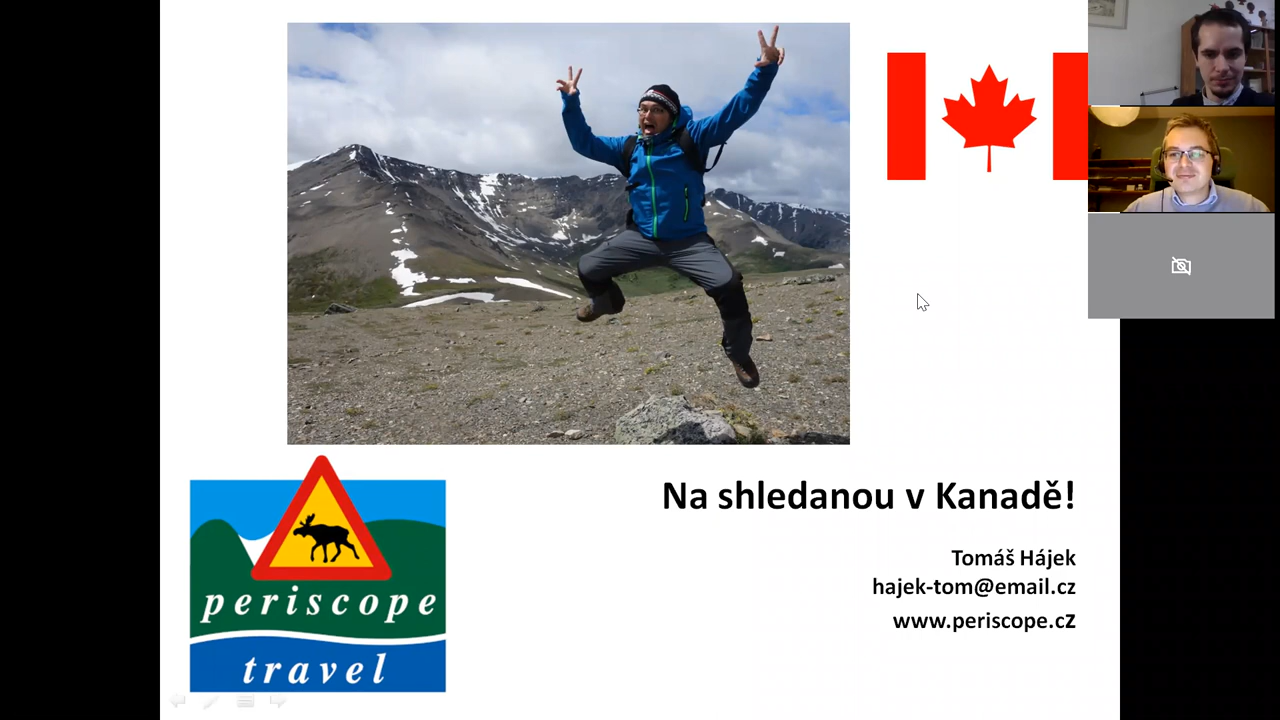 Na shledanou v Kanadě!
Tomáš Hájek
hajek-tom@email.cz
www.periscope.cz
periscope
travel